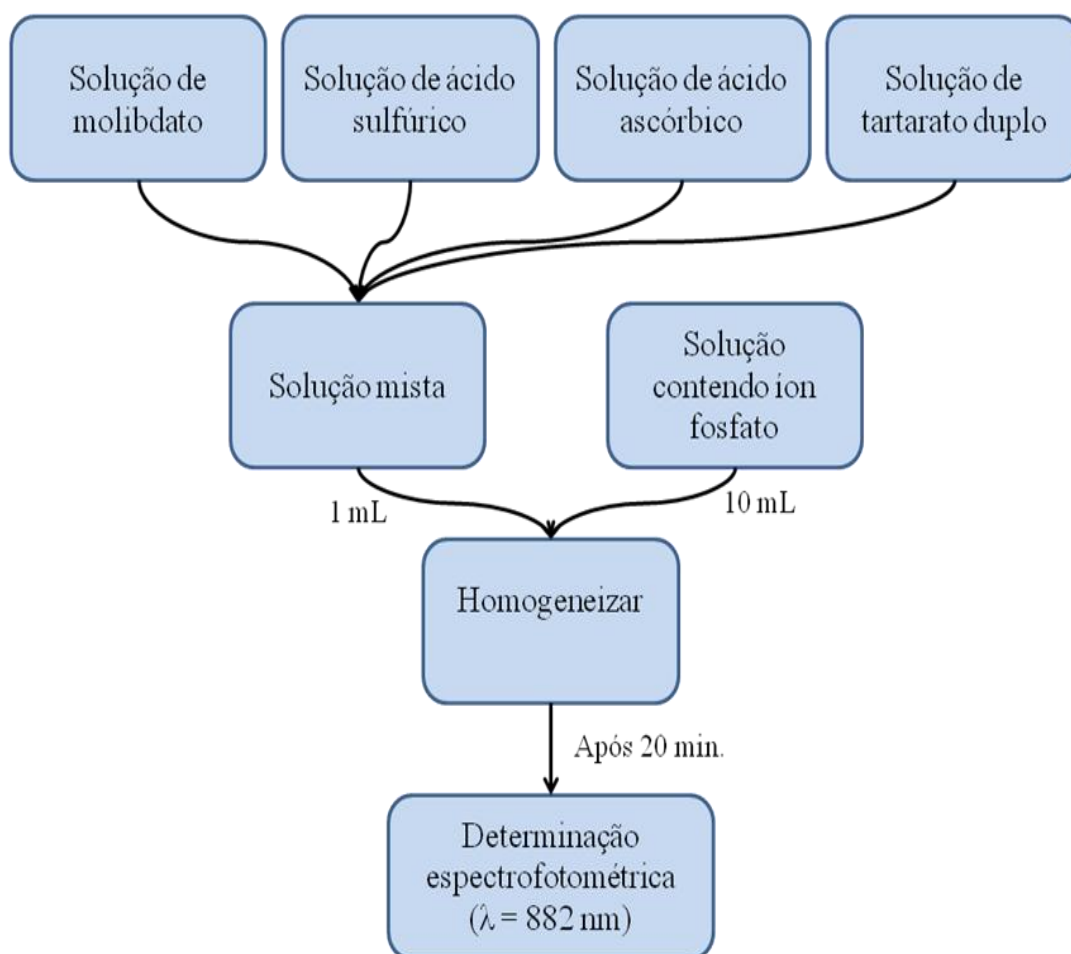 Solução de
molibdato
Solução de ácido
sulfúrico
Solução de ácido
ascórbico
Solução de
tartarato duplo
Solução mista
Solução
contendo íon
fosfato
1 mL
10 mL
Homogeneizar
Após 20 min.
Determinação
espectrofotométrica
(λ = 882 nm)